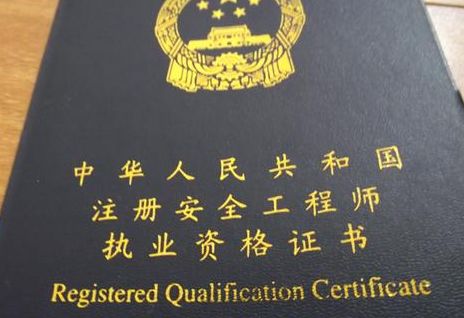 中华人民共和国
注册安全工程师
执业资格证书
Registered Qualification Certificate